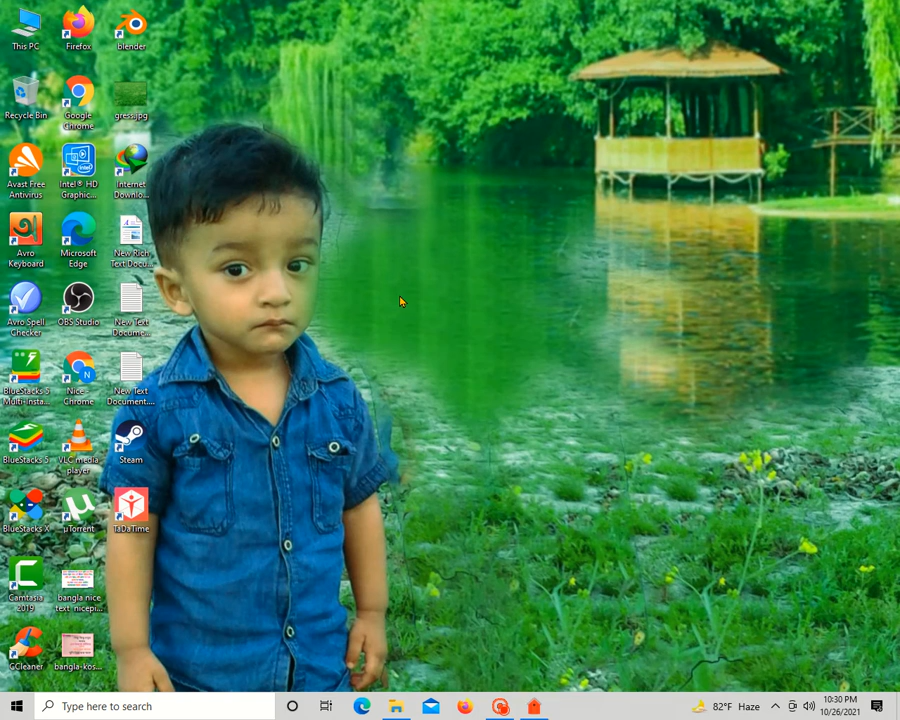 This PC
Firefox
blender
Recycle Bin
Google
Chrome
gress.jpg
Avast Free
Antivirus
Intel® HD
Graphic...
Internet
Downlo...
Avro
Keyboard
Microsoft
Edge
New Rich
Text Docu...
Avro Spell
Checker
OBS Studio
New Text
Docume...
BlueStacks 5
Multi-Insta...
Nice -
Chrome
New Text
Document....
BlueStacks 5
VLC media
player
Steam
BlueStacks X
µTorrent
TaDaTime
Camtasia
2019
bangla nice
text_nicepi...
CCleaner
bangla-kos...
Type here to search
82°F Haze
10:30 PM
10/26/2021